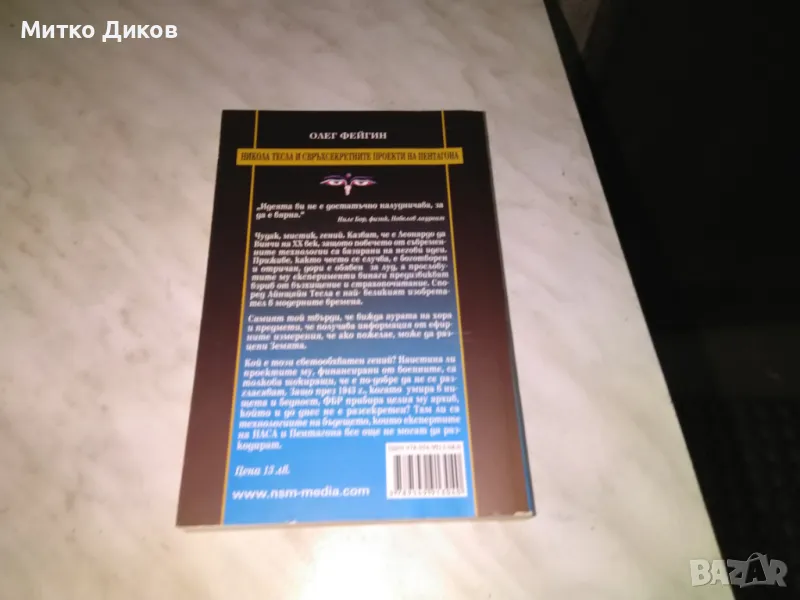 Митко Диков
ОЛЕГ ФЕЙГИН
НИКОЛА ТЕСЛА И СВРЪХСЕКРЕТНИТЕ ПРОЕКТИ НА ПЕНТАГОНА
„Идеята ви не е достатъчно налудничава, за
да е вярна.“
Нилс Бор, физик, Нобелов лауреат
Чудак, мистик, гений. Казват, че е Леонардо да
Винчи на XX век, защото повечето от съвремен-
ните технологии са базирани на негови идеи.
Приживе, както често се случва, е боготворен
и отричан, дори е обявен за луд, а прослову-
тите му експерименти винаги предизвикват
взрив от възхищение и страхопочитание. Спо-
ред Айнщайн Тесла е най- великият изобрета-
тел в модерните времена.
Самият той твърди, че вижда аурата на хора
и предмети, че получава информация от ефир-
ните измерения, че ако пожелае, може да раз-
цепи Земята.
Кой е този светообхватен гений? Наистина ли
проектите му, финансирани от военните, са
толкова шокиращи, че е по-добре да не се раз-
гласяват. Защо през 1943 г., когато умира в ни-
щета и бедност, ФБР прибира целия му архив,
който и до днес не е разсекретен? Там ли са
технологиите на бъдещето, които експертите
на НАСА и Пентагона все още не могат да раз-
кодират.
Цена 15 лв.
www.nsm-media.com
BAZAR